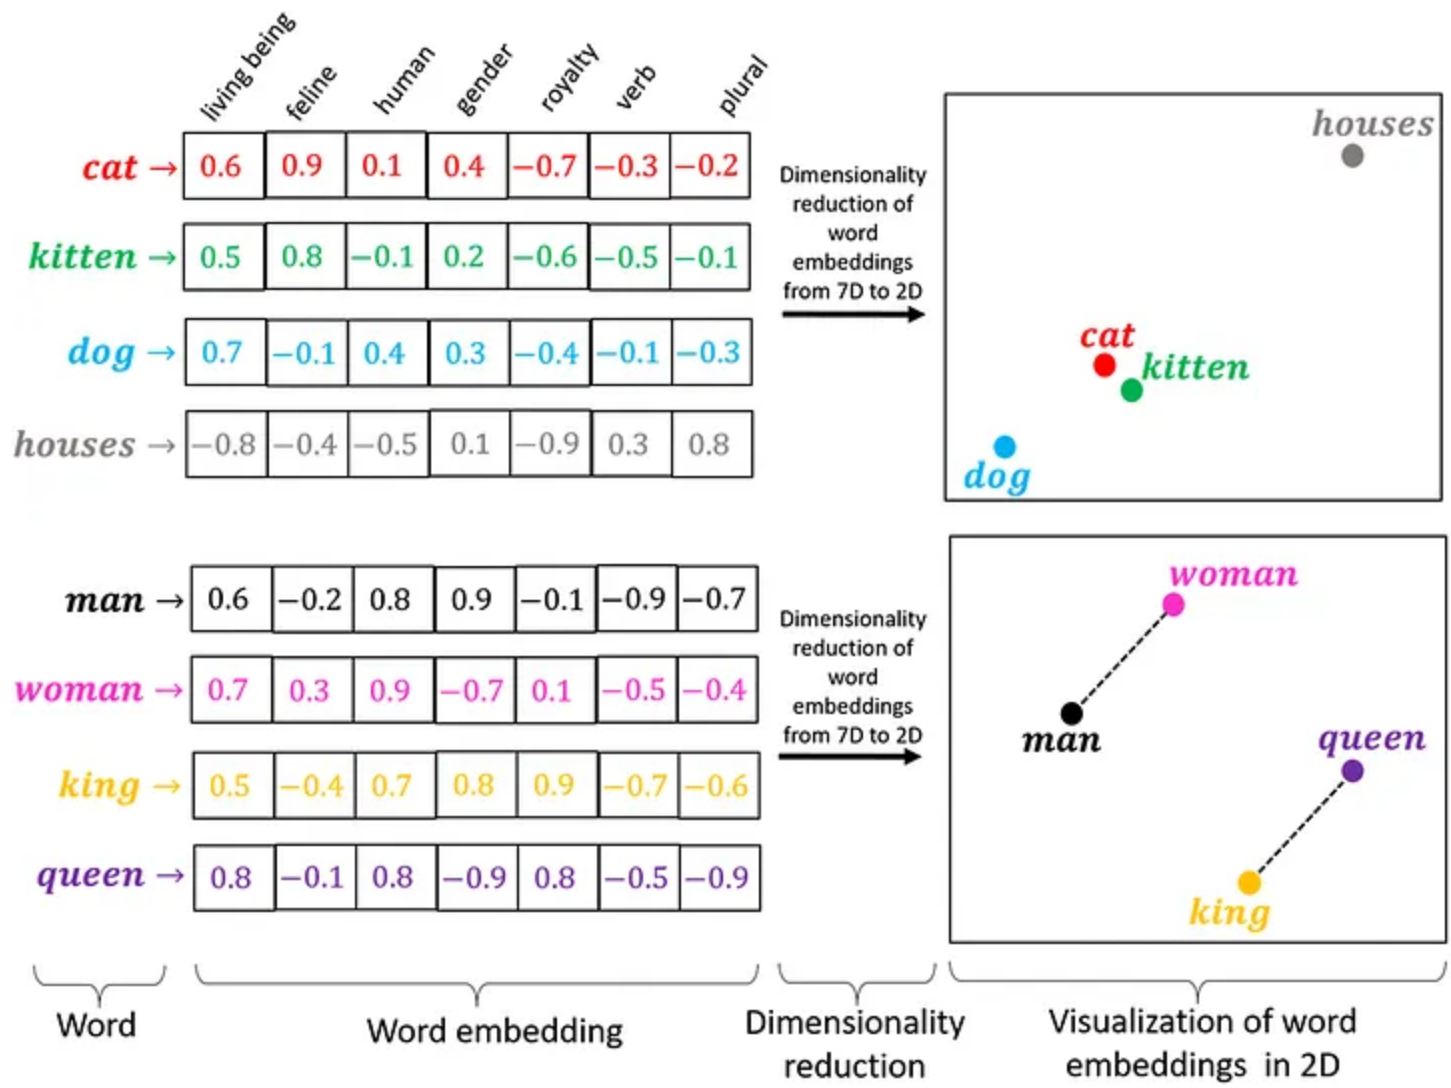 living being feline human gender royalty verb plural
cat → 0.6 0.9 0.1 0.4 −0.7 −0.3 −0.2
kitten → 0.5 0.8 −0.1 0.2 −0.6 −0.5 −0.1
dog → 0.7 −0.1 0.4 0.3 −0.4 −0.1 −0.3
houses → −0.8 −0.4 −0.5 0.1 −0.9 0.3 0.8
Dimensionality
reduction of
word
embeddings
from 7D to 2D
houses
cat
kitten
dog
man → 0.6 −0.2 0.8 0.9 −0.1 −0.9 −0.7
woman → 0.7 0.3 0.9 −0.7 0.1 −0.5 −0.4
king → 0.5 −0.4 0.7 0.8 0.9 −0.7 −0.6
queen → 0.8 −0.1 0.8 −0.9 0.8 −0.5 −0.9
Dimensionality
reduction of
word
embeddings
from 7D to 2D
woman
man
queen
king
Word
Word embedding
Dimensionality
reduction
Visualization of word
embeddings in 2D